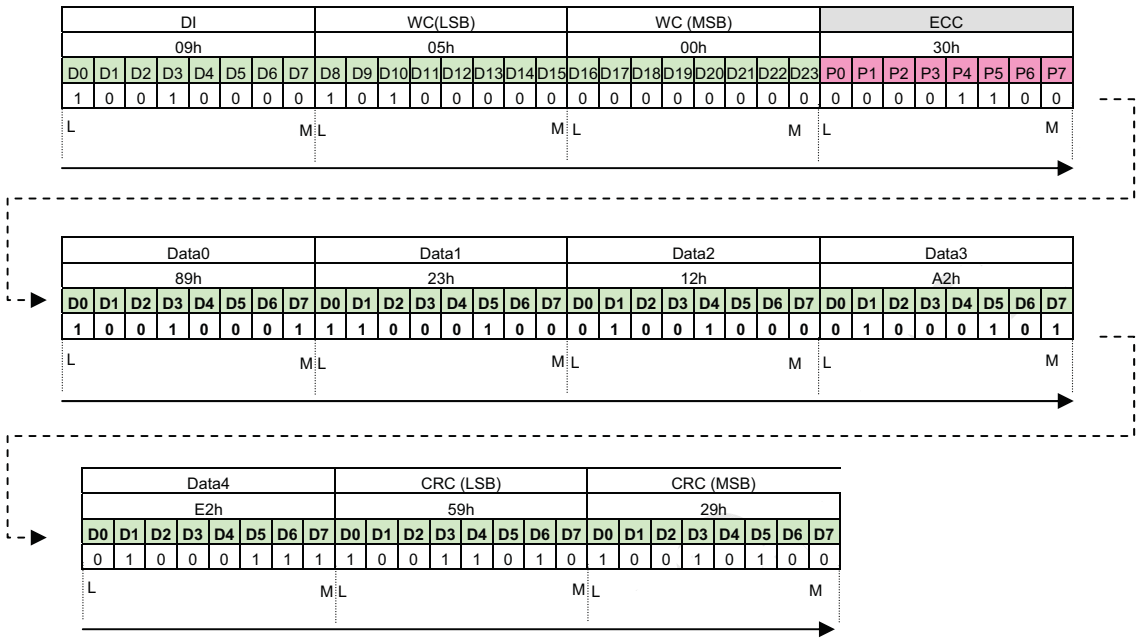 DI WC(LSB) WC (MSB) ECC
09h 05h 00h 30h
D0 D1 D2 D3 D4 D5 D6 D7 D8 D9 D10 D11 D12 D13 D14 D15 D16 D17 D18 D19 D20 D21 D22 D23 P0 P1 P2 P3 P4 P5 P6 P7
1 0 0 1 0 0 0 0 1 0 1 0 0 0 0 0 0 0 0 0 0 0 0 0 0 0 0 0 1 1 0 0
L M L M L M L M
Data0 Data1 Data2 Data3
89h 23h 12h A2h
D0 D1 D2 D3 D4 D5 D6 D7 D0 D1 D2 D3 D4 D5 D6 D7 D0 D1 D2 D3 D4 D5 D6 D7 D0 D1 D2 D3 D4 D5 D6 D7
1 0 0 1 0 0 0 1 1 1 0 0 0 1 0 0 0 1 0 0 1 0 0 0 0 1 0 0 0 1 0 1
L M L M L M L M
Data4 CRC (LSB) CRC (MSB)
E2h 59h 29h
D0 D1 D2 D3 D4 D5 D6 D7 D0 D1 D2 D3 D4 D5 D6 D7 D0 D1 D2 D3 D4 D5 D6 D7
0 1 0 0 0 1 1 1 1 0 0 1 1 0 1 0 1 0 0 1 0 1 0 0
L M L M L M